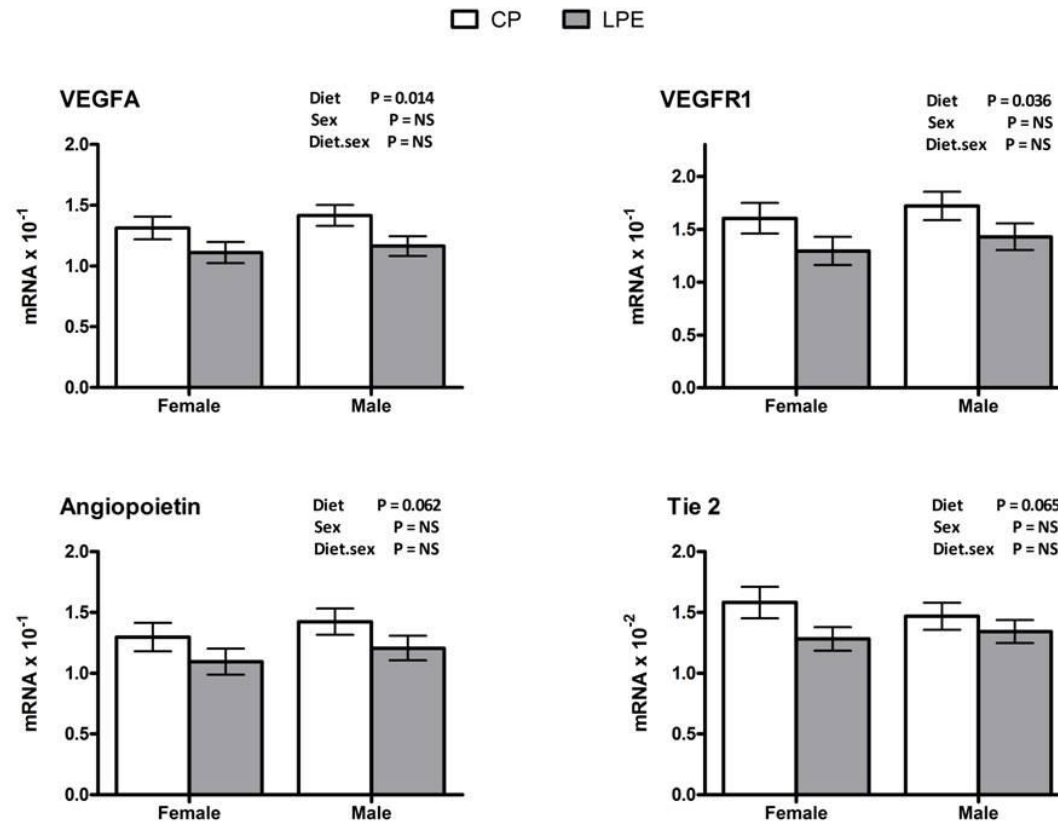 CP LPE
VEGFA
Diet P = 0.014
Sex P = NS
Diet.sex P = NS
mRNA x 10-1
2.0
1.5
1.0
0.5
0.0
Female Male
VEGFR1
Diet P = 0.036
Sex P = NS
Diet.sex P = NS
mRNA x 10-1
2.0
1.5
1.0
0.5
0.0
Female Male
Angiopoietin
Diet P = 0.062
Sex P = NS
Diet.sex P = NS
mRNA x 10-1
2.0
1.5
1.0
0.5
0.0
Female Male
Tie 2
Diet P = 0.065
Sex P = NS
Diet.sex P = NS
mRNA x 10-2
2.0
1.5
1.0
0.5
0.0
Female Male